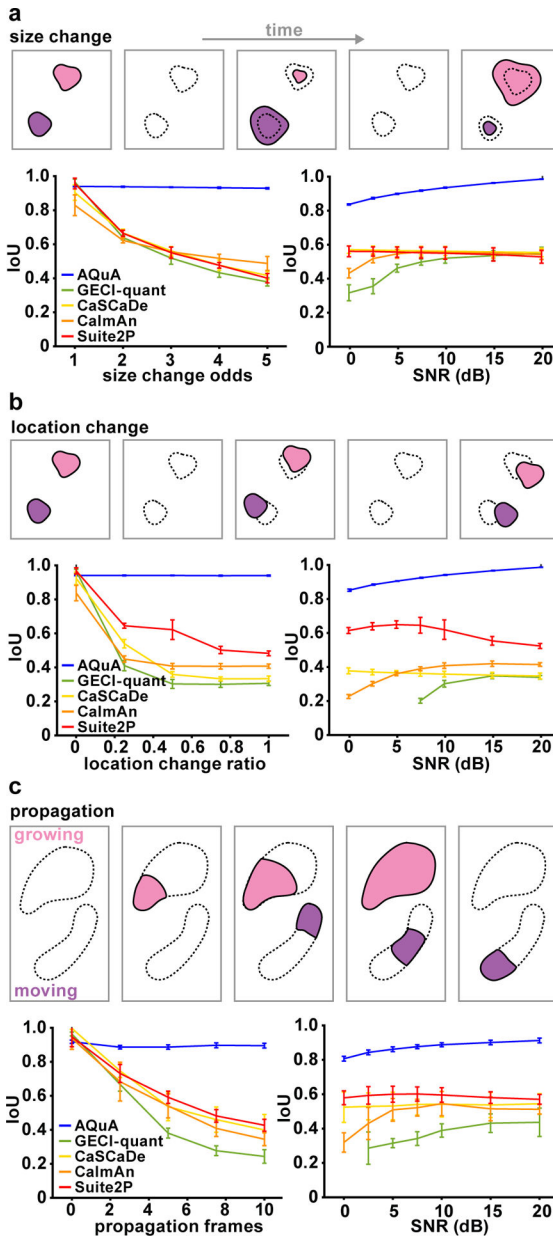 a
size change
time
1.0
0.8
0.6
0.4
0.2
0
IoU
AQuA
GECI-quant
CaSCaDe
CaImAn
Suite2P
1 2 3 4 5
size change odds
1.0
0.8
0.6
0.4
0.2
0
IoU
0 5 10 15 20
SNR (dB)
b
location change
1.0
0.8
0.6
0.4
0.2
0
IoU
AQuA
GECI-quant
CaSCaDe
CaImAn
Suite2P
0 0.2 0.4 0.6 0.8 1
location change ratio
1.0
0.8
0.6
0.4
0.2
0
IoU
0 5 10 15 20
SNR (dB)
c
propagation
growing
moving
1.0
0.8
0.6
0.4
0.2
0
IoU
AQuA
GECI-quant
CaSCaDe
CaImAn
Suite2P
0 2 4 6 8 10
propagation frames
1.0
0.8
0.6
0.4
0.2
0
IoU
0 5 10 15 20
SNR (dB)